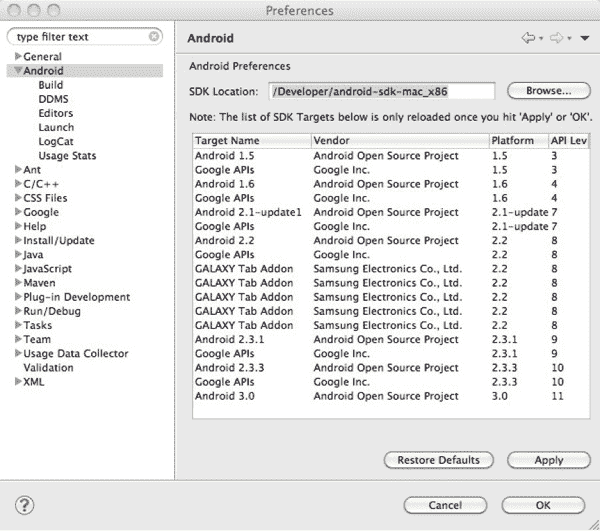 Preferences
type filter text
General
Android
Build
DDMS
Editors
Launch
LogCat
Usage Stats
Ant
C/C++
CSS Files
Google
Help
Install/Update
Java
JavaScript
Maven
Plug-in Development
Run/Debug
Tasks
Team
Usage Data Collector
Validation
XML
Android
Android Preferences
SDK Location: /Developer/android-sdk-mac_x86 Browse...
Note: The list of SDK Targets below is only reloaded once you hit 'Apply' or 'OK'.
Target Name Vendor Platform API Lev
Android 1.5 Android Open Source Project 1.5 3
Google APIs Google Inc. 1.5 3
Android 1.6 Android Open Source Project 1.6 4
Google APIs Google Inc. 1.6 4
Android 2.1-update1 Android Open Source Project 2.1-update 7
Google APIs Google Inc. 2.1-update 7
Android 2.2 Android Open Source Project 2.2 8
Google APIs Google Inc. 2.2 8
GALAXY Tab Addon Samsung Electronics Co., Ltd. 2.2 8
GALAXY Tab Addon Samsung Electronics Co., Ltd. 2.2 8
GALAXY Tab Addon Samsung Electronics Co., Ltd. 2.2 8
GALAXY Tab Addon Samsung Electronics Co., Ltd. 2.2 8
GALAXY Tab Addon Samsung Electronics Co., Ltd. 2.2 8
Android 2.3.1 Android Open Source Project 2.3.1 9
Google APIs Google Inc. 2.3.1 9
Android 2.3.3 Android Open Source Project 2.3.3 10
Google APIs Google Inc. 2.3.3 10
Android 3.0 Android Open Source Project 3.0 11
Restore Defaults Apply
? Cancel OK